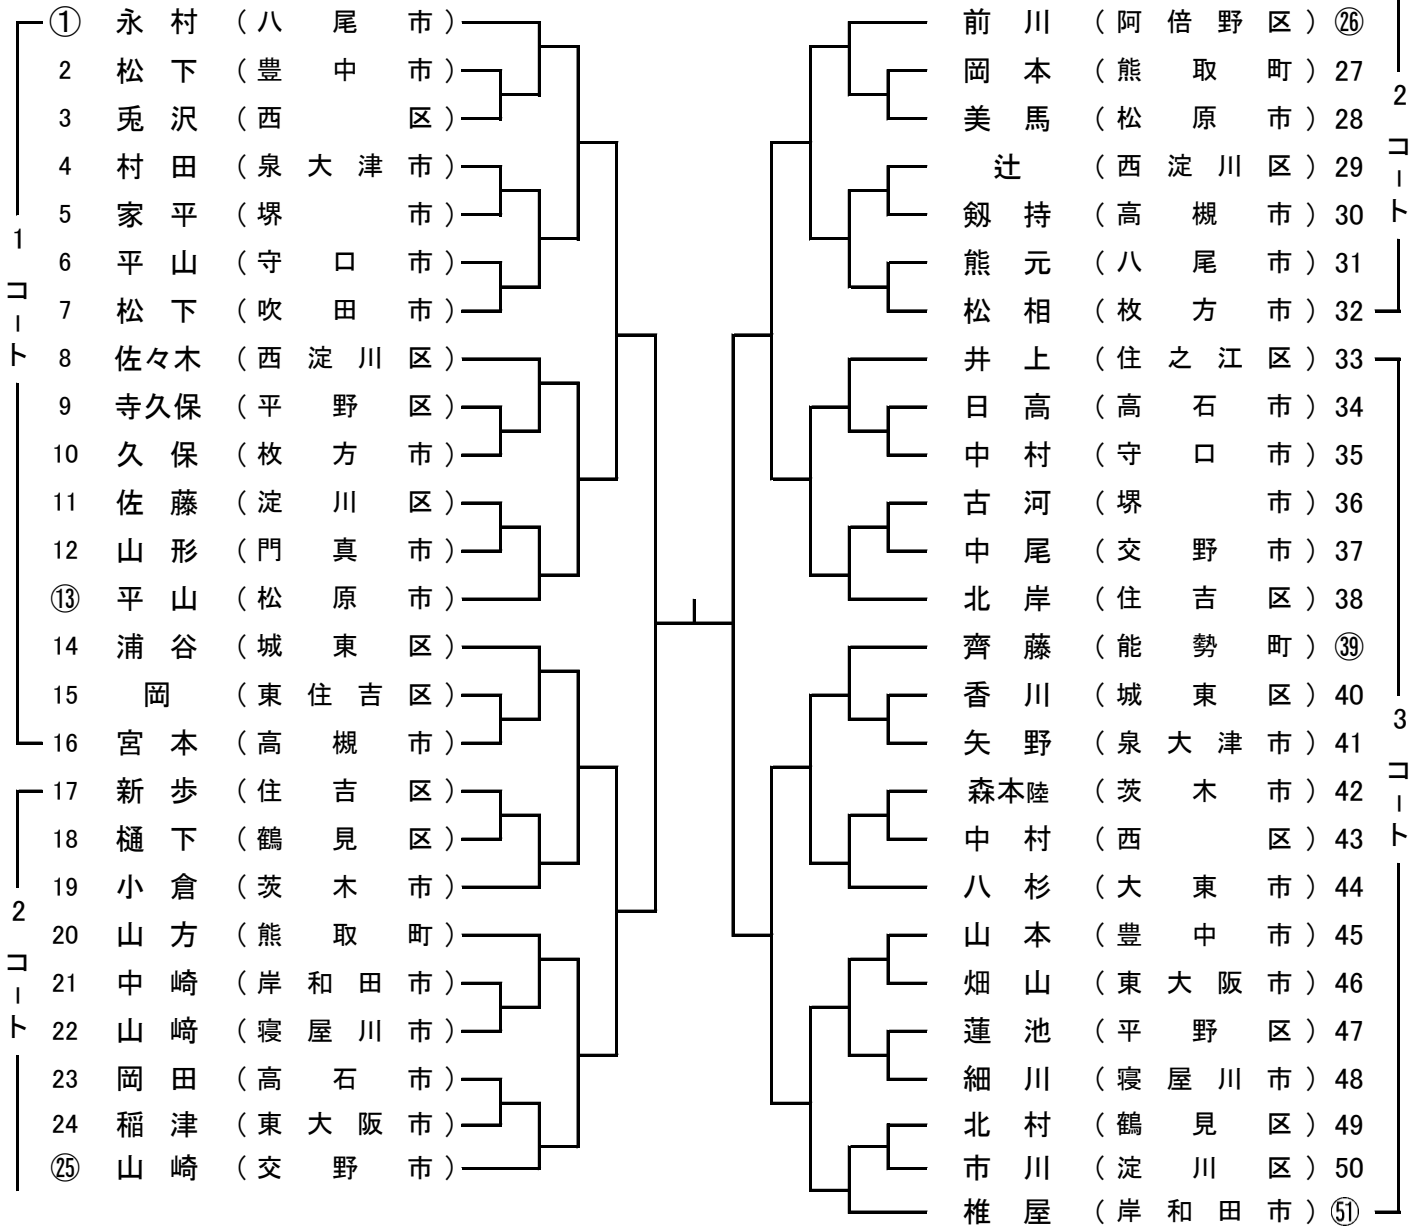 1コート
① 永村 (八尾市)
2 松下 (豊中市)
3 兎沢 (西区)
4 村田 (泉大津市)
5 家平 (堺市)
6 平山 (守口市)
7 松下 (吹田市)
8 佐々木 (西淀川区)
9 寺久保 (平野区)
10 久保 (枚方市)
11 佐藤 (淀川区)
12 山形 (門真市)
⑬ 平山 (松原市)
14 浦谷 (城東区)
15 岡 (東住吉区)
16 宮本 (高槻市)
2コート
17 新歩 (住吉区)
18 樋下 (鶴見区)
19 小倉 (茨木市)
20 山方 (熊取町)
21 中崎 (岸和田市)
22 山﨑 (寝屋川市)
23 岡田 (高石市)
24 稲津 (東大阪市)
㉕ 山崎 (交野市)
2コート
前川 (阿倍野区) ㉖
岡本 (熊取町) 27
美馬 (松原市) 28
辻 (西淀川区) 29
剱持 (高槻市) 30
熊元 (八尾市) 31
松相 (枚方市) 32
3コート
井上 (住之江区) 33
日高 (高石市) 34
中村 (守口市) 35
古河 (堺市) 36
中尾 (交野市) 37
北岸 (住吉区) 38
齊藤 (能勢町) ㊴
香川 (城東区) 40
矢野 (泉大津市) 41
森本陸 (茨木市) 42
中村 (西区) 43
八杉 (大東市) 44
山本 (豊中市) 45
畑山 (東大阪市) 46
蓮池 (平野区) 47
細川 (寝屋川市) 48
北村 (鶴見区) 49
市川 (淀川区) 50
椎屋 (岸和田市) 51